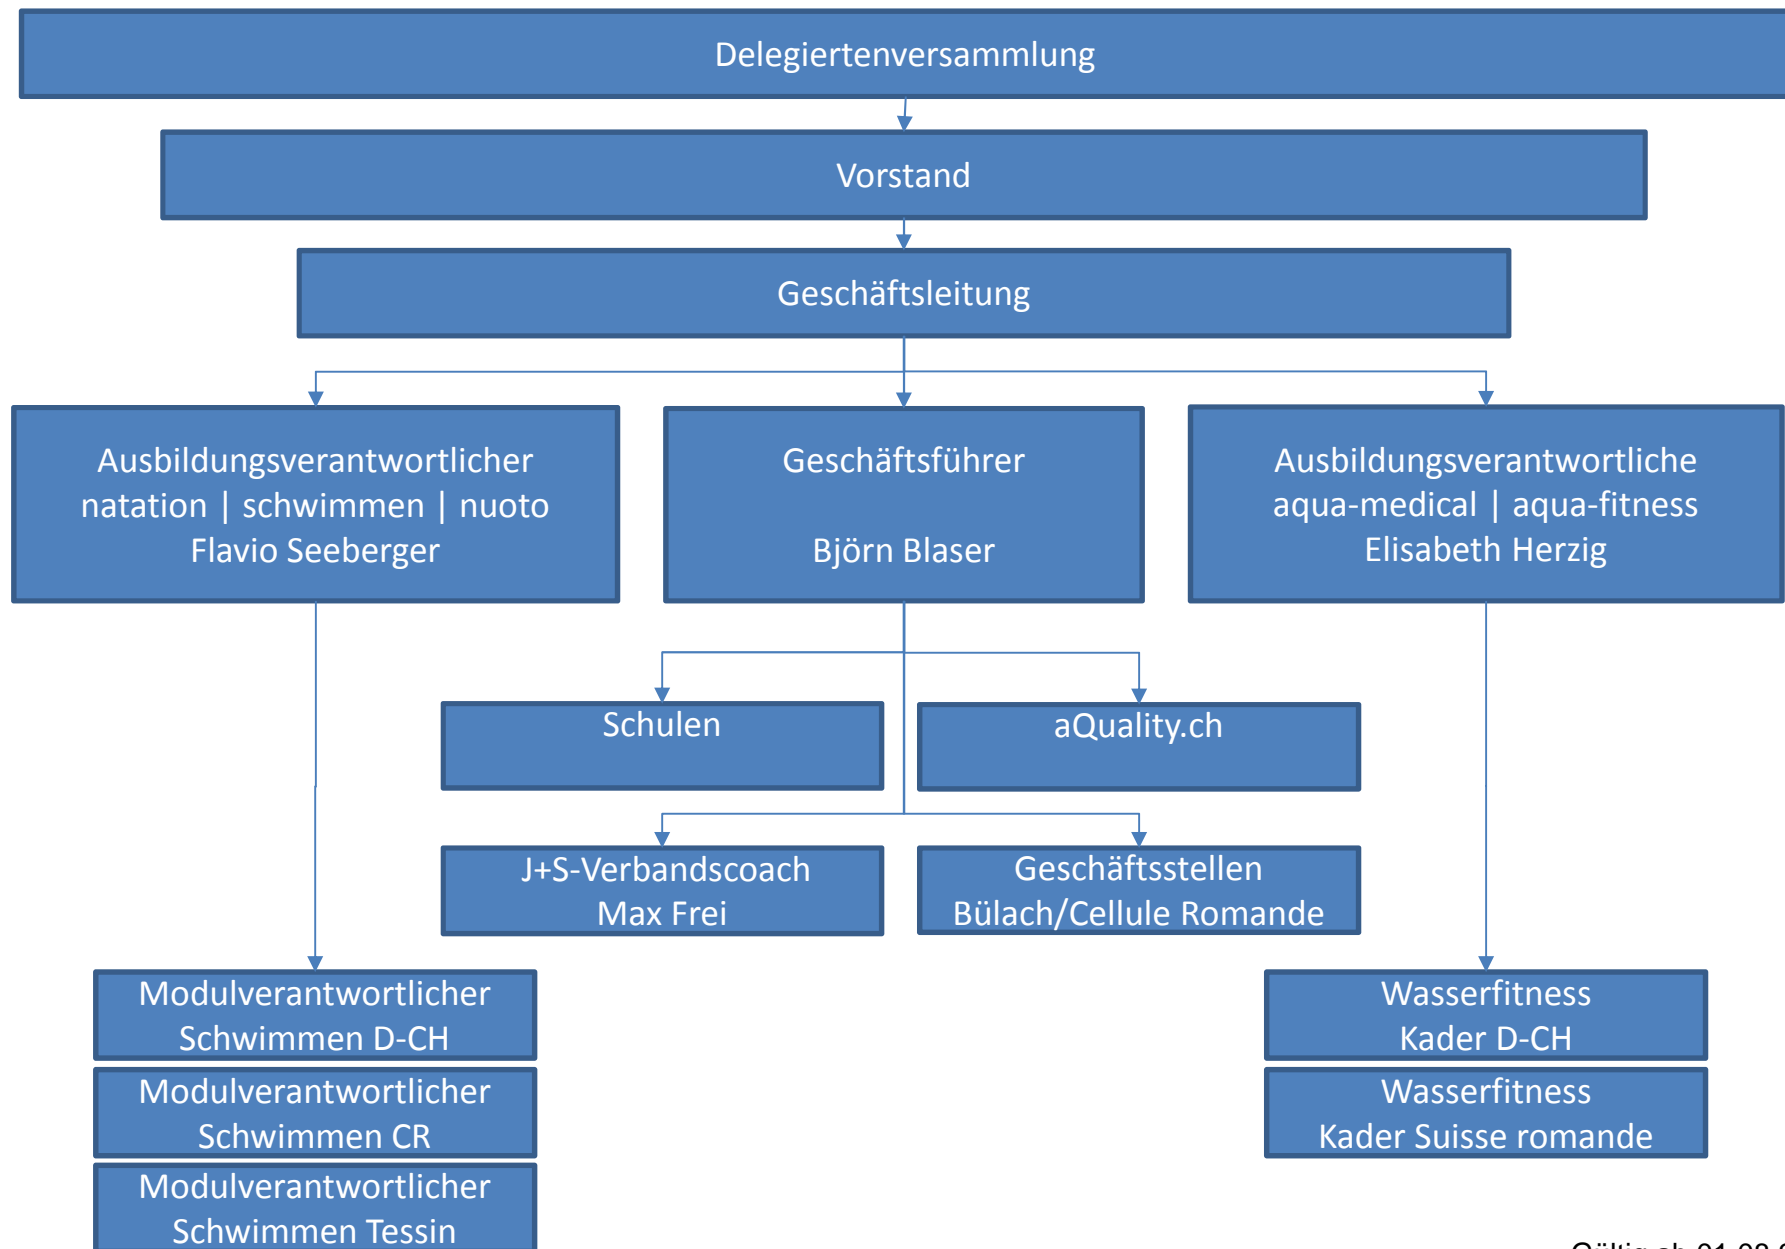 Delegiertenversammlung
Vorstand
Geschäftsleitung
Ausbildungsverantwortlicher
natation | schwimmen | nuoto
Flavio Seeberger
Geschäftsführer
Björn Blaser
Ausbildungsverantwortliche
aqua-medical | aqua-fitness
Elisabeth Herzig
Schulen
aQuality.ch
J+S-Verbandscoach
Max Frei
Geschäftsstellen
Bülach/Cellule Romande
Modulverantwortlicher
Schwimmen D-CH
Modulverantwortlicher
Schwimmen CR
Modulverantwortlicher
Schwimmen Tessin
Wasserfitness
Kader D-CH
Wasserfitness
Kader Suisse romande
Gültig ab